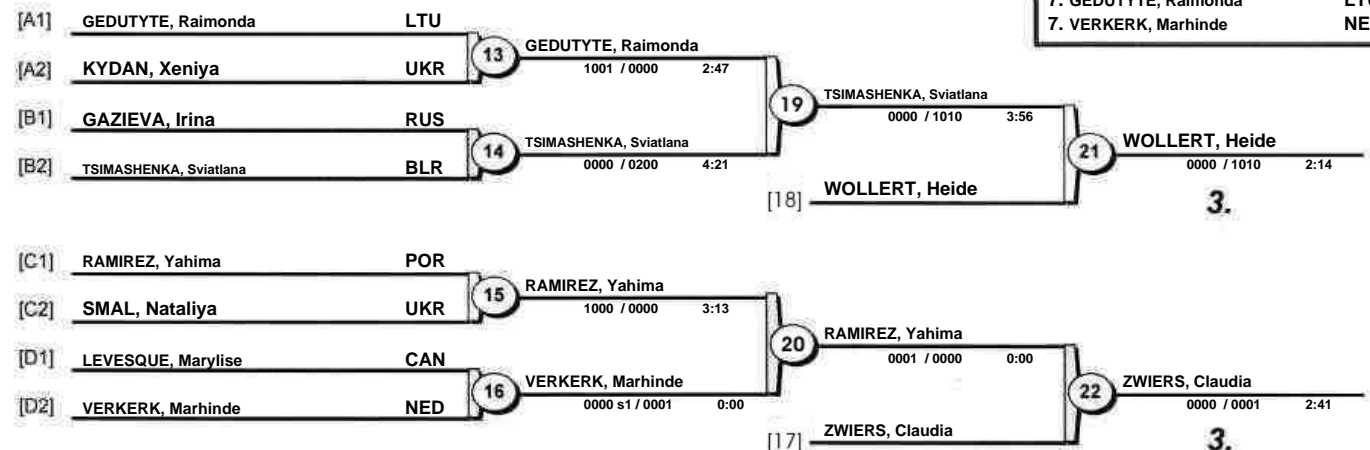 7. GEDUTYTE, Raimonda
7. VERKERK, Marhinde NE
[A1] GEDUTYTE, Raimonda LTU
13 GEDUTYTE, Raimonda
1001 / 0000 2:47
[A2] KYDAN, Xeniya UKR
19 TSIMASHENKA, Sviatlana
0000 / 1010 3:56
[B1] GAZIEVA, Irina RUS
14 TSIMASHENKA, Sviatlana
0000 / 0200 4:21
[B2] TSIMASHENKA, Sviatlana BLR
21 WOLLERT, Heide
0000 / 1010 2:14
[18] WOLLERT, Heide
3.
[C1] RAMIREZ, Yahima POR
15 RAMIREZ, Yahima
1000 / 0000 3:13
[C2] SMAL, Nataliya UKR
20 RAMIREZ, Yahima
0001 / 0000 0:00
[D1] LEVESQUE, Marylise CAN
16 VERKERK, Marhinde
0000 s1 / 0001 0:00
[D2] VERKERK, Marhinde NED
22 ZWIERS, Claudia
0000 / 0001 2:41
[17] ZWIERS, Claudia
3.